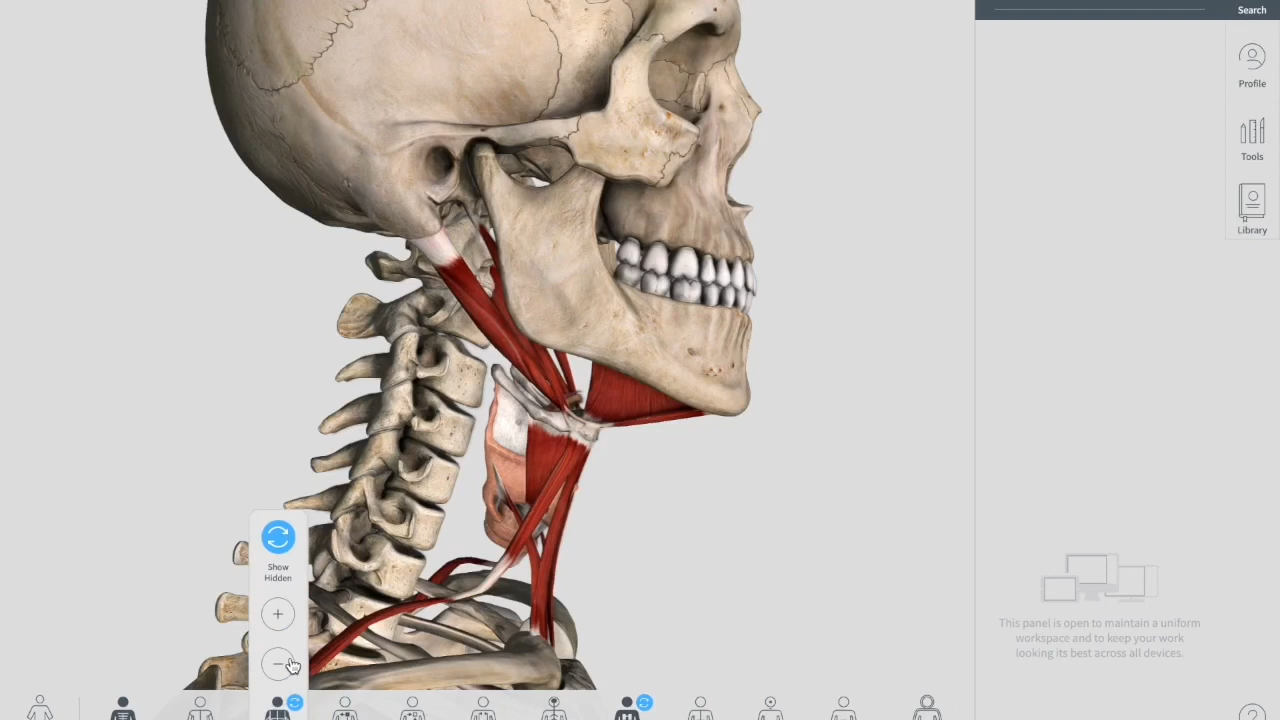 Search
Profile
Tools
Library
Show
Hidden
This panel is open to maintain a uniform
workspace and to keep your work
looking its best across all devices.